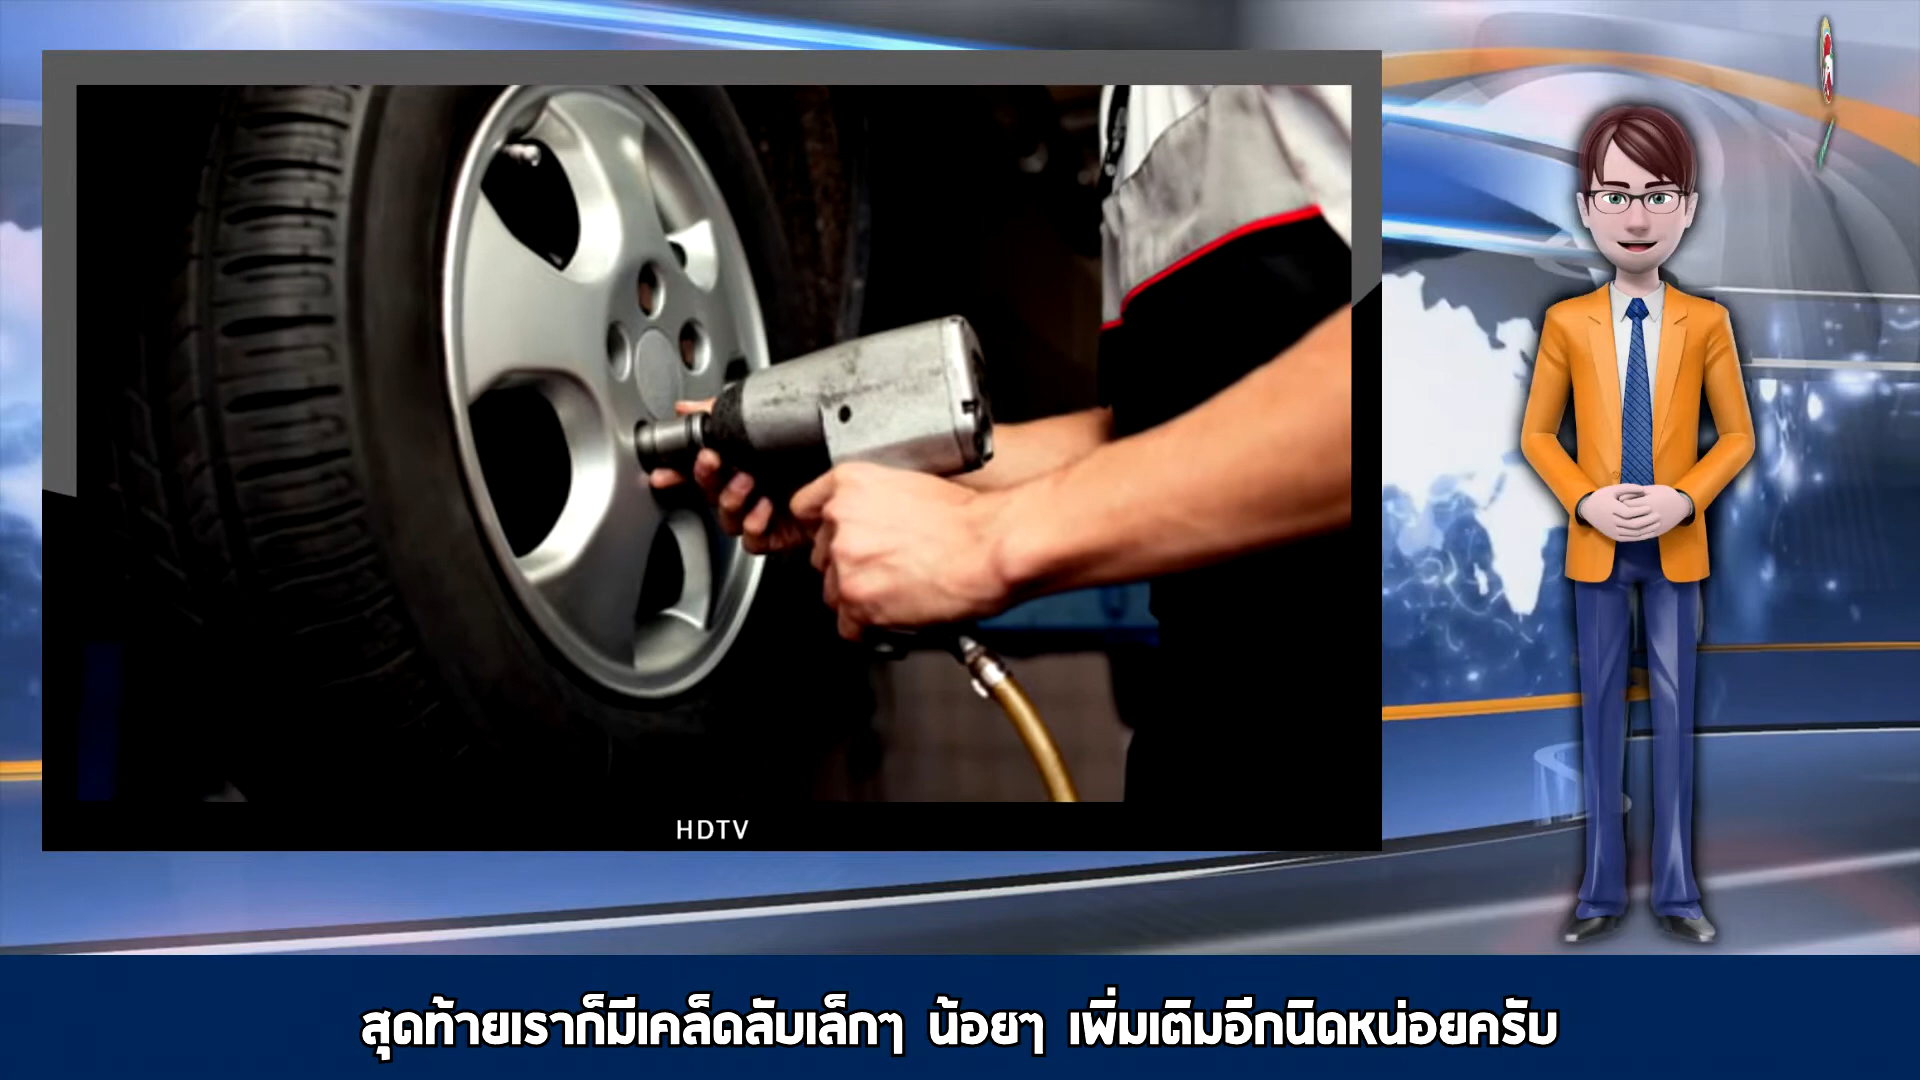 HDTV
สุดท้ายเราก็มีเคล็ดลับเล็กๆ น้อยๆ เพิ่มเติมอีกนิดหน่อยครับ